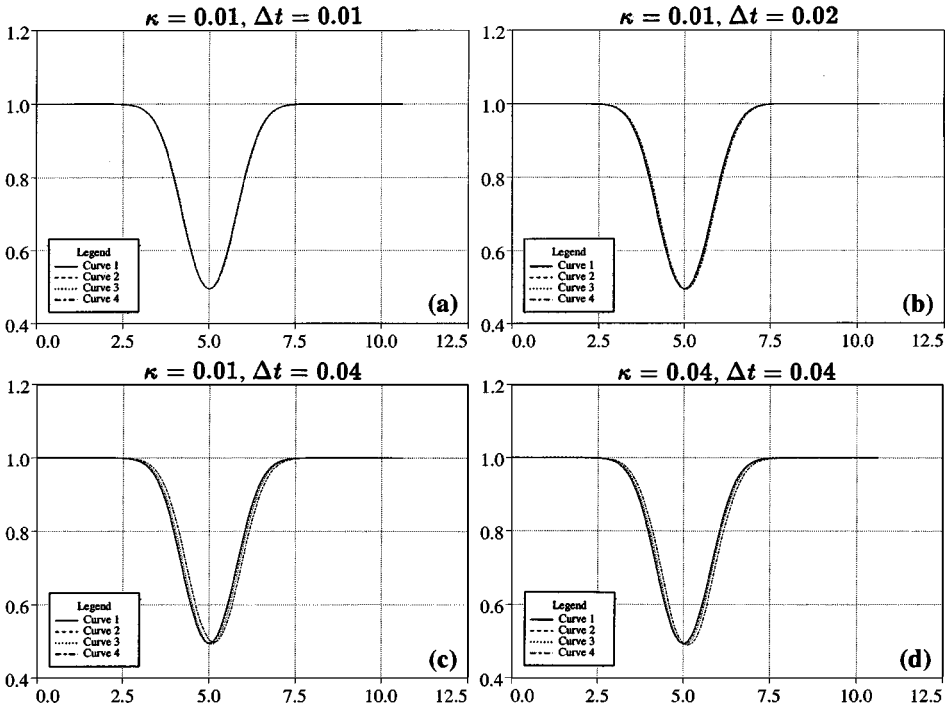 κ = 0.01, Δt = 0.01
1.2
1.0
0.8
0.6
0.4
Legend
Curve 1
Curve 2
Curve 3
Curve 4
(a)
0.0 2.5 5.0 7.5 10.0 12.5
κ = 0.01, Δt = 0.02
1.2
1.0
0.8
0.6
0.4
Legend
Curve 1
Curve 2
Curve 3
Curve 4
(b)
0.0 2.5 5.0 7.5 10.0 12.5
κ = 0.01, Δt = 0.04
1.2
1.0
0.8
0.6
0.4
Legend
Curve 1
Curve 2
Curve 3
Curve 4
(c)
0.0 2.5 5.0 7.5 10.0 12.5
κ = 0.04, Δt = 0.04
1.2
1.0
0.8
0.6
0.4
Legend
Curve 1
Curve 2
Curve 3
Curve 4
(d)
0.0 2.5 5.0 7.5 10.0 12.5